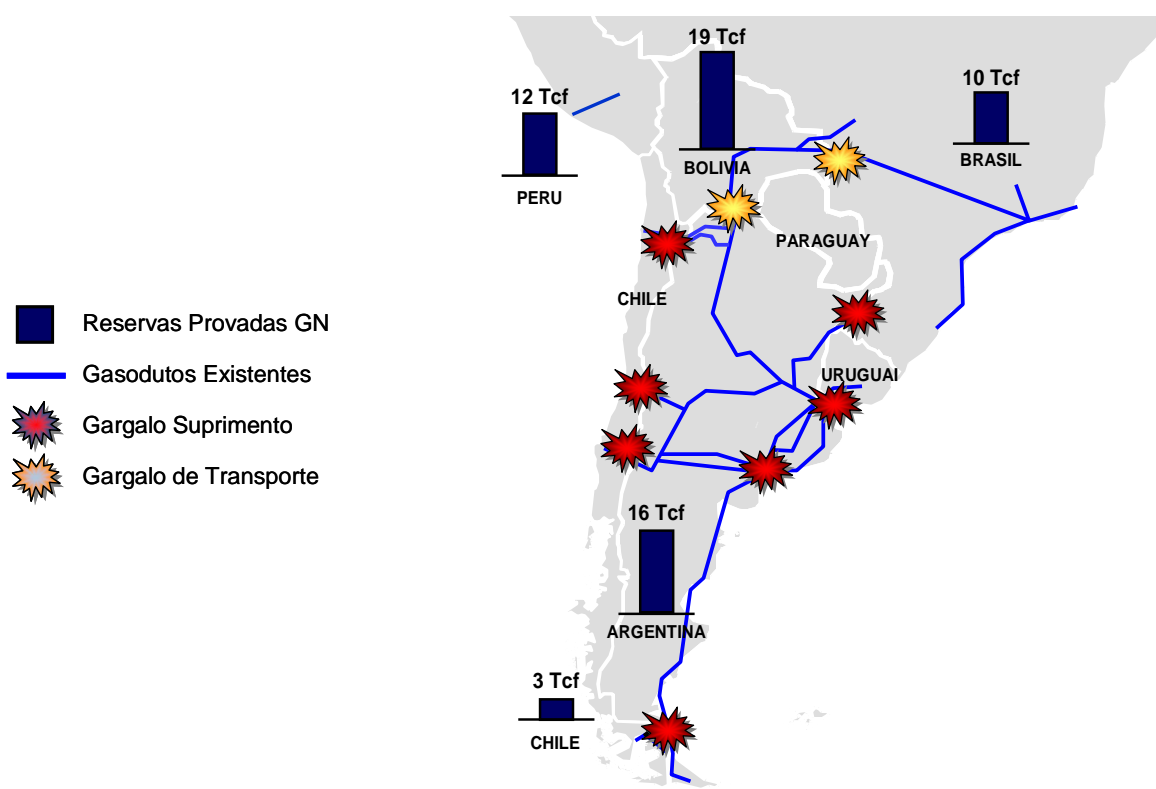 19 Tcf
10 Tcf
12 Tcf
BOLIVIA
BRASIL
PERU
PARAGUAY
CHILE
Reservas Provadas GN
Gasodutos Existentes
URUGUAI
Gargalo Suprimento
Gargalo de Transporte
16 Tcf
ARGENTINA
3 Tcf
CHILE